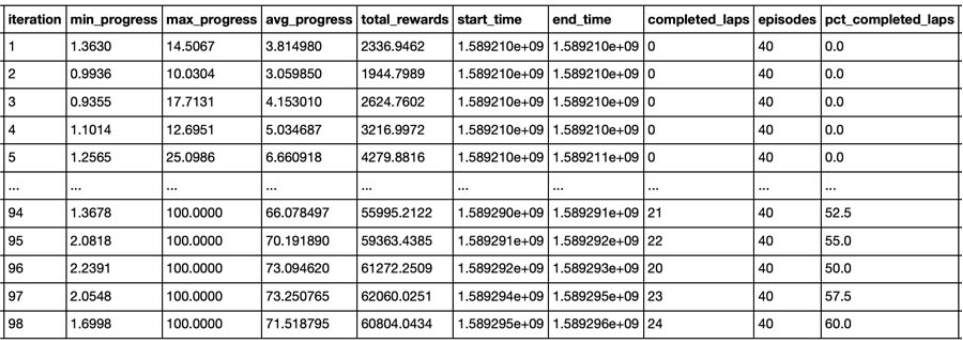 iteration min_progress max_progress avg_progress total_rewards start_time end_time completed_laps episodes pct_completed_laps
1 1.3630 14.5067 3.814980 2336.9462 1.589210e+09 1.589210e+09 0 40 0.0
2 0.9936 10.0304 3.059850 1944.7989 1.589210e+09 1.589210e+09 0 40 0.0
3 0.9355 17.7131 4.153010 2624.7602 1.589210e+09 1.589210e+09 0 40 0.0
4 1.1014 12.6951 5.034687 3216.9972 1.589210e+09 1.589210e+09 0 40 0.0
5 1.2565 25.0986 6.660918 4279.8816 1.589210e+09 1.589211e+09 0 40 0.0
... ... ... ... ... ... ... ... ... ...
94 1.3678 100.0000 66.078497 55995.2122 1.589290e+09 1.589291e+09 21 40 52.5
95 2.0818 100.0000 70.191890 59363.4385 1.589291e+09 1.589292e+09 22 40 55.0
96 2.2391 100.0000 73.094620 61272.2509 1.589292e+09 1.589293e+09 20 40 50.0
97 2.0548 100.0000 73.250765 62060.0251 1.589294e+09 1.589295e+09 23 40 57.5
98 1.6998 100.0000 71.518795 60804.0434 1.589295e+09 1.589296e+09 24 40 60.0